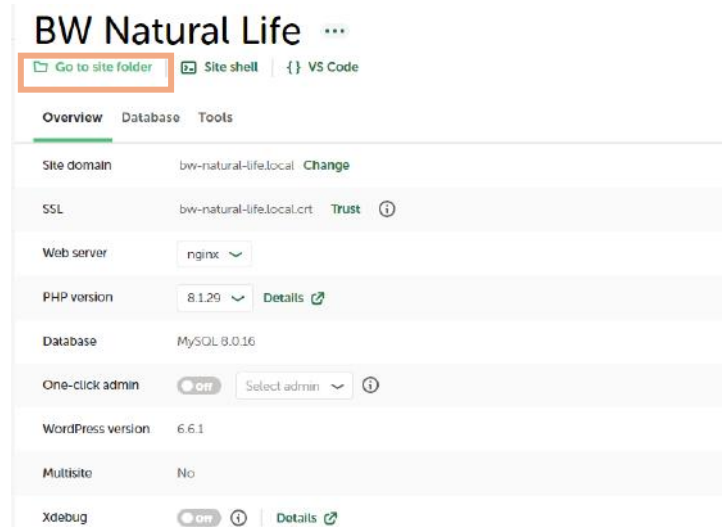 BW Natural Life ...
Go to site folder Site shell {} VS Code
Overview Database Tools
Site domain bw-natural-life.local Change
SSL bw-natural-life.local.crt Trust
Web server nginx
PHP version 8.1.29 Details
Database MySQL 8.0.16
One-click admin Off Select admin
WordPress version 6.6.1
Multisite No
Xdebug Off Details